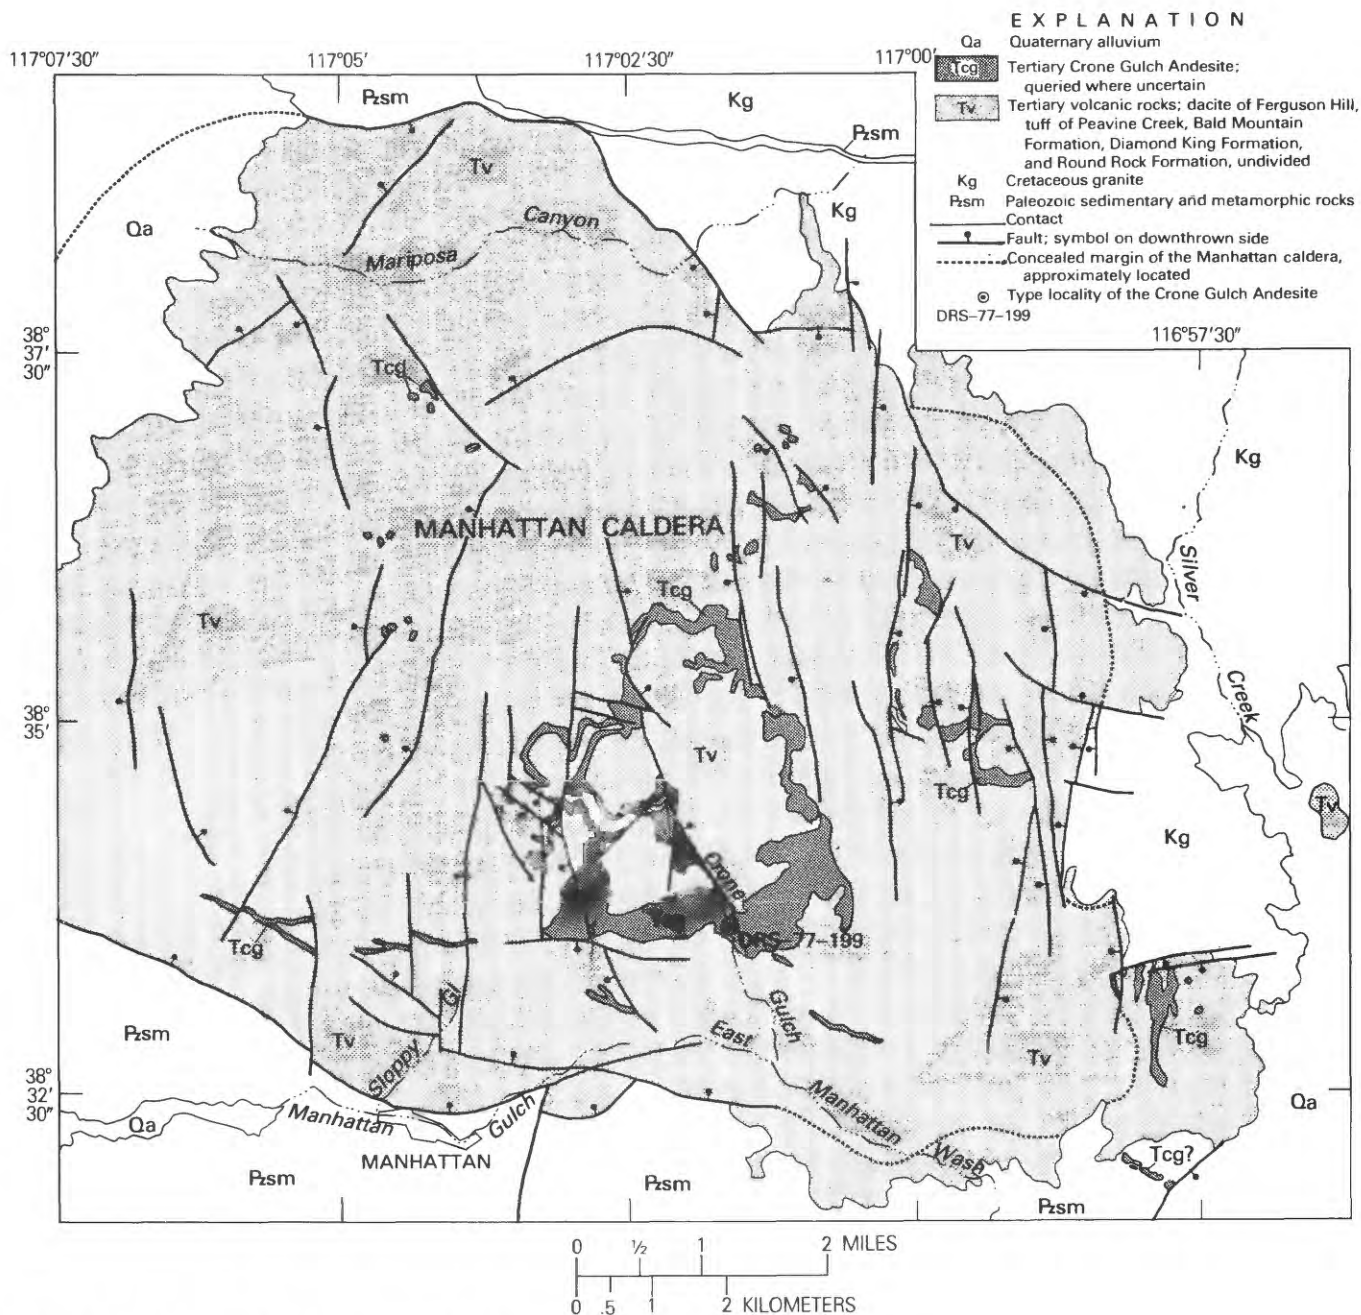 EXPLANATION
Qa Quaternary alluvium
Tcg Tertiary Crone Gulch Andesite;
queried where uncertain
Tv Tertiary volcanic rocks; dacite of Ferguson Hill,
tuff of Peavine Creek, Bald Mountain
Formation, Diamond King Formation,
and Round Rock Formation, undivided
Kg Cretaceous granite
Pzsm Paleozoic sedimentary and metamorphic rocks
Contact
Fault; symbol on downthrown side
Concealed margin of the Manhattan caldera,
approximately located
Type locality of the Crone Gulch Andesite
DRS-77-199
117°07'30"
117°05'
117°02'30"
117°00'
116°57'30"
Pzsm
Kg
Pzsm
Tv
Kg
Qa
Canyon
Mariposa
38°
37'
30"
Tcg
Kg
MANHATTAN CALDERA
Tv
Silver
Tcg
Tv
38°
35'
Creek
Tv
Tcg
Tv
Kg
Crone
Tcg
DRS-77-199
Gl
Gulch
Pzsm
East
Tcg
Tv
Sloppy
Tv
38°
32'
30"
Qa
Manhattan
Gulch
Manhattan
Qa
Wash
MANHATTAN
Tcg?
Pzsm
Pzsm
Pzsm
0 ½ 1 2 MILES
0 .5 1 2 KILOMETERS